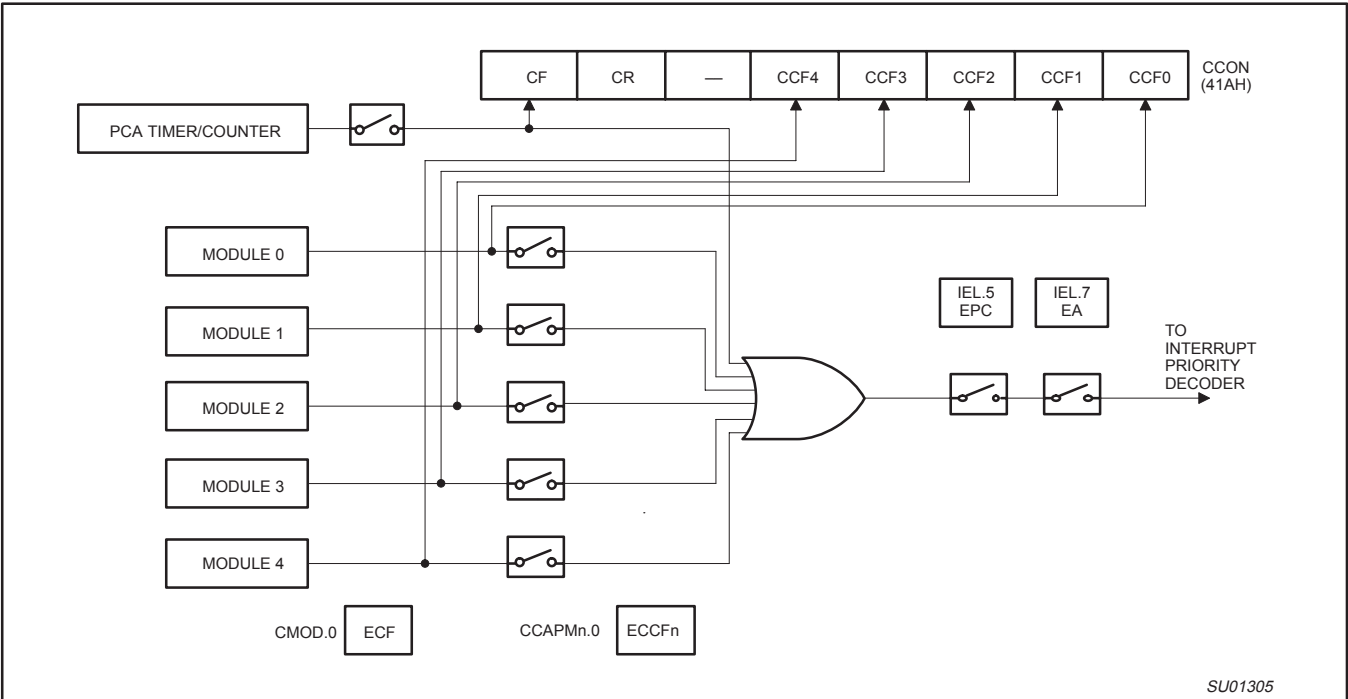 CF CR — CCF4 CCF3 CCF2 CCF1 CCF0
CCON
(41AH)
PCA TIMER/COUNTER
MODULE 0
MODULE 1
MODULE 2
MODULE 3
MODULE 4
IEL.5
EPC
IEL.7
EA
TO
INTERRUPT
PRIORITY
DECODER
CMOD.0 ECF
CCAPMn.0 ECCFn
SU01305